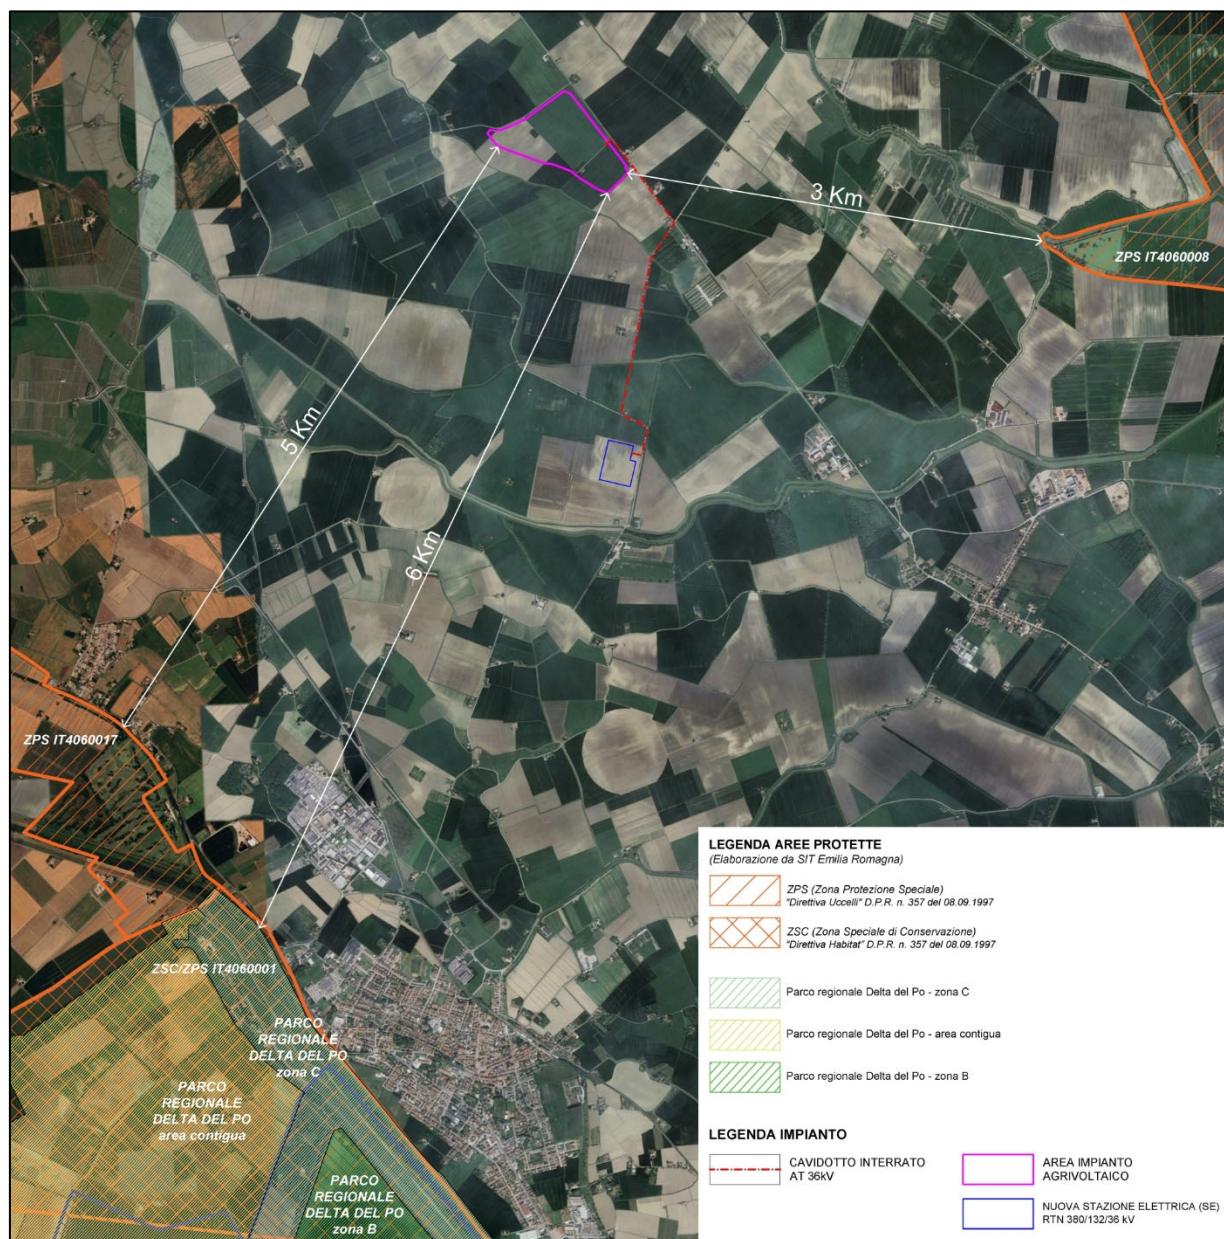 3 Km
ZPS IT4060008
5 Km
6 Km
ZPS IT4060017
ZSC/ZPS IT4060001
PARCO
REGIONALE
DELTA DEL PO
zona C
PARCO
REGIONALE
DELTA DEL PO
area contigua
PARCO
REGIONALE
DELTA DEL PO
zona B
LEGENDA AREE PROTETTE
(Elaborazione da SIT Emilia Romagna)
ZPS (Zona Protezione Speciale)
"Direttiva Uccelli" D.P.R. n. 357 del 08.09.1997
ZSC (Zona Speciale di Conservazione)
"Direttiva Habitat" D.P.R. n. 357 del 08.09.1997
Parco regionale Delta del Po - zona C
Parco regionale Delta del Po - area contigua
Parco regionale Delta del Po - zona B
LEGENDA IMPIANTO
CAVIDOTTO INTERRATO
AT 36kV
AREA IMPIANTO
AGRIVOLTAICO
NUOVA STAZIONE ELETTRICA (SE)
RTN 380/132/36 kV